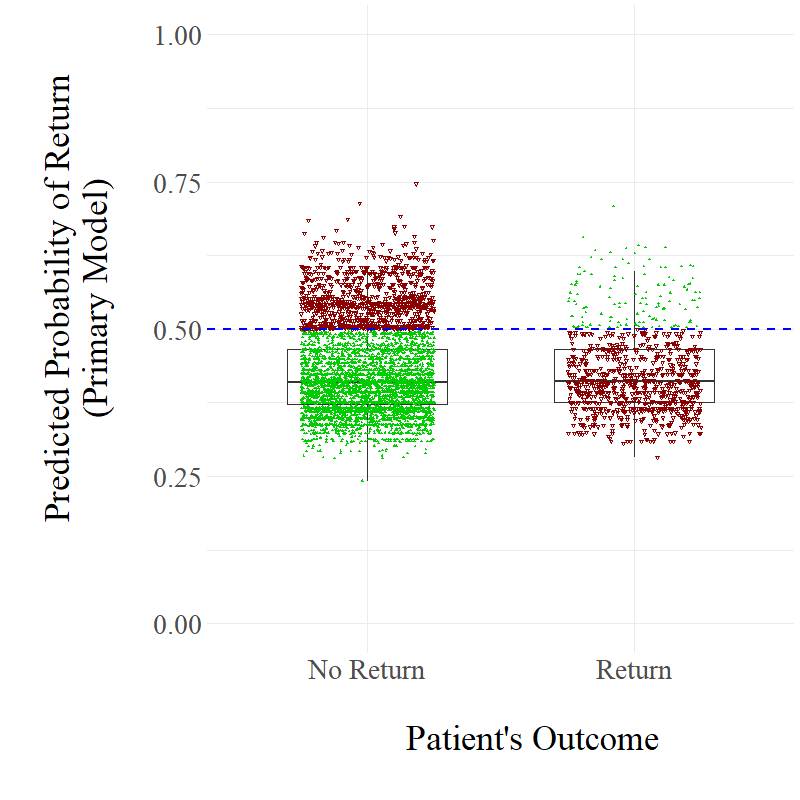 Predicted Probability of Return
(Primary Model)
1.00
0.75
0.50
0.25
0.00
No Return
Return
Patient's Outcome